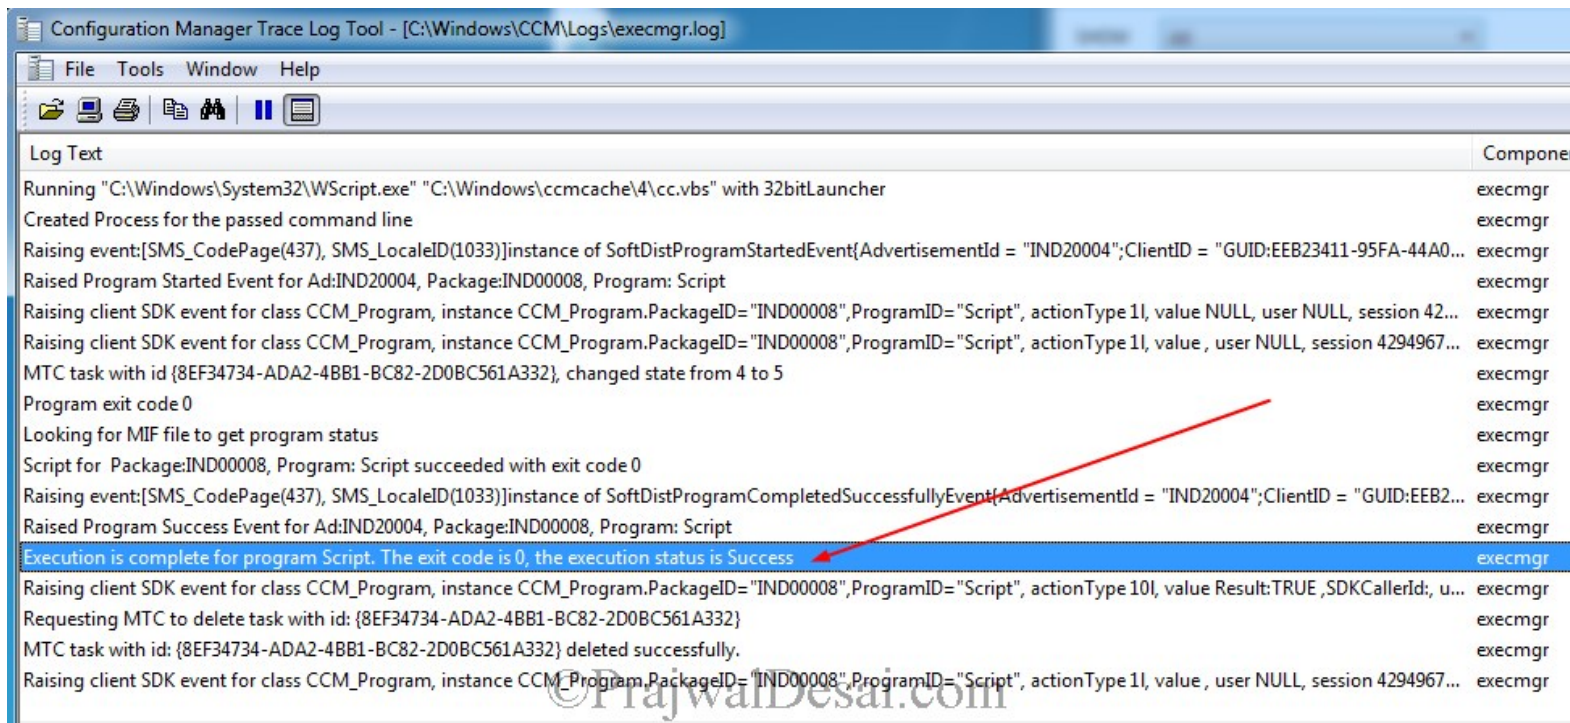 Configuration Manager Trace Log Tool - [C:\Windows\CCM\Logs\execmgr.log]
File Tools Window Help
Log Text Compone
Running "C:\Windows\System32\WScript.exe" "C:\Windows\ccmcache\4\cc.vbs" with 32bitLauncher execmgr
Created Process for the passed command line execmgr
Raising event:[SMS_CodePage(437), SMS_LocaleID(1033)]instance of SoftDistProgramStartedEvent{AdvertisementId = "IND20004";ClientID = "GUID:EEB23411-95FA-44A0... execmgr
Raised Program Started Event for Ad:IND20004, Package:IND00008, Program: Script execmgr
Raising client SDK event for class CCM_Program, instance CCM_Program.PackageID="IND00008",ProgramID="Script", actionType 1l, value NULL, user NULL, session 42... execmgr
Raising client SDK event for class CCM_Program, instance CCM_Program.PackageID="IND00008",ProgramID="Script", actionType 1l, value , user NULL, session 4294967... execmgr
MTC task with id {8EF34734-ADA2-4BB1-BC82-2D0BC561A332}, changed state from 4 to 5 execmgr
Program exit code 0 execmgr
Looking for MIF file to get program status execmgr
Script for  Package:IND00008, Program: Script succeeded with exit code 0 execmgr
Raising event:[SMS_CodePage(437), SMS_LocaleID(1033)]instance of SoftDistProgramCompletedSuccessfullyEvent{AdvertisementId = "IND20004";ClientID = "GUID:EEB2... execmgr
Raised Program Success Event for Ad:IND20004, Package:IND00008, Program: Script execmgr
Execution is complete for program Script. The exit code is 0, the execution status is Success execmgr
Raising client SDK event for class CCM_Program, instance CCM_Program.PackageID="IND00008",ProgramID="Script", actionType 10l, value Result:TRUE ,SDKCallerId:, u... execmgr
Requesting MTC to delete task with id: {8EF34734-ADA2-4BB1-BC82-2D0BC561A332} execmgr
MTC task with id: {8EF34734-ADA2-4BB1-BC82-2D0BC561A332} deleted successfully. execmgr
Raising client SDK event for class CCM_Program, instance CCM_Program.PackageID="IND00008",ProgramID="Script", actionType 1l, value , user NULL, session 4294967... execmgr
©PrajwalDesai.com